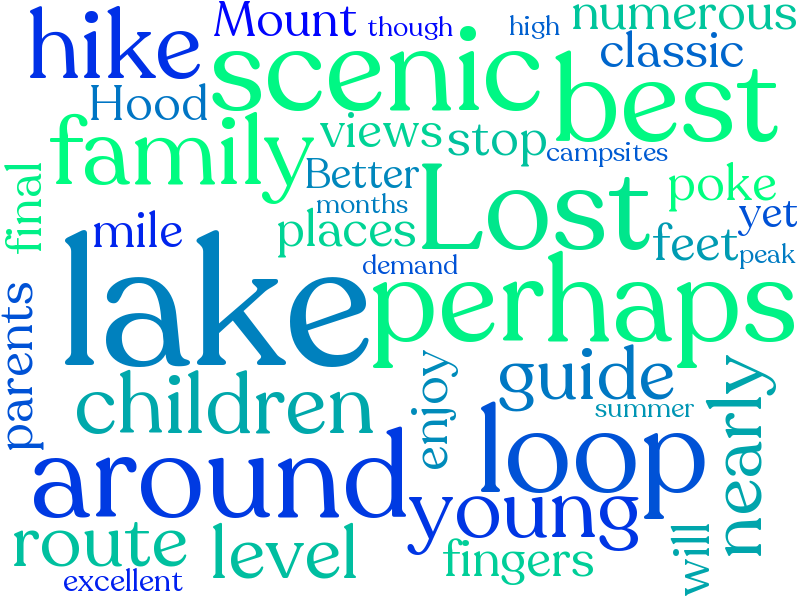 hike
Mount
though
high
numerous
scenic
classic
Hood
best
family
views
stop
campsites
final
Better
Lost
poke
months
yet
mile
places
feet
peak
lake
demand
perhaps
parents
children
enjoy
guide
summer
nearly
around
loop
young
route
level
fingers
will
excellent